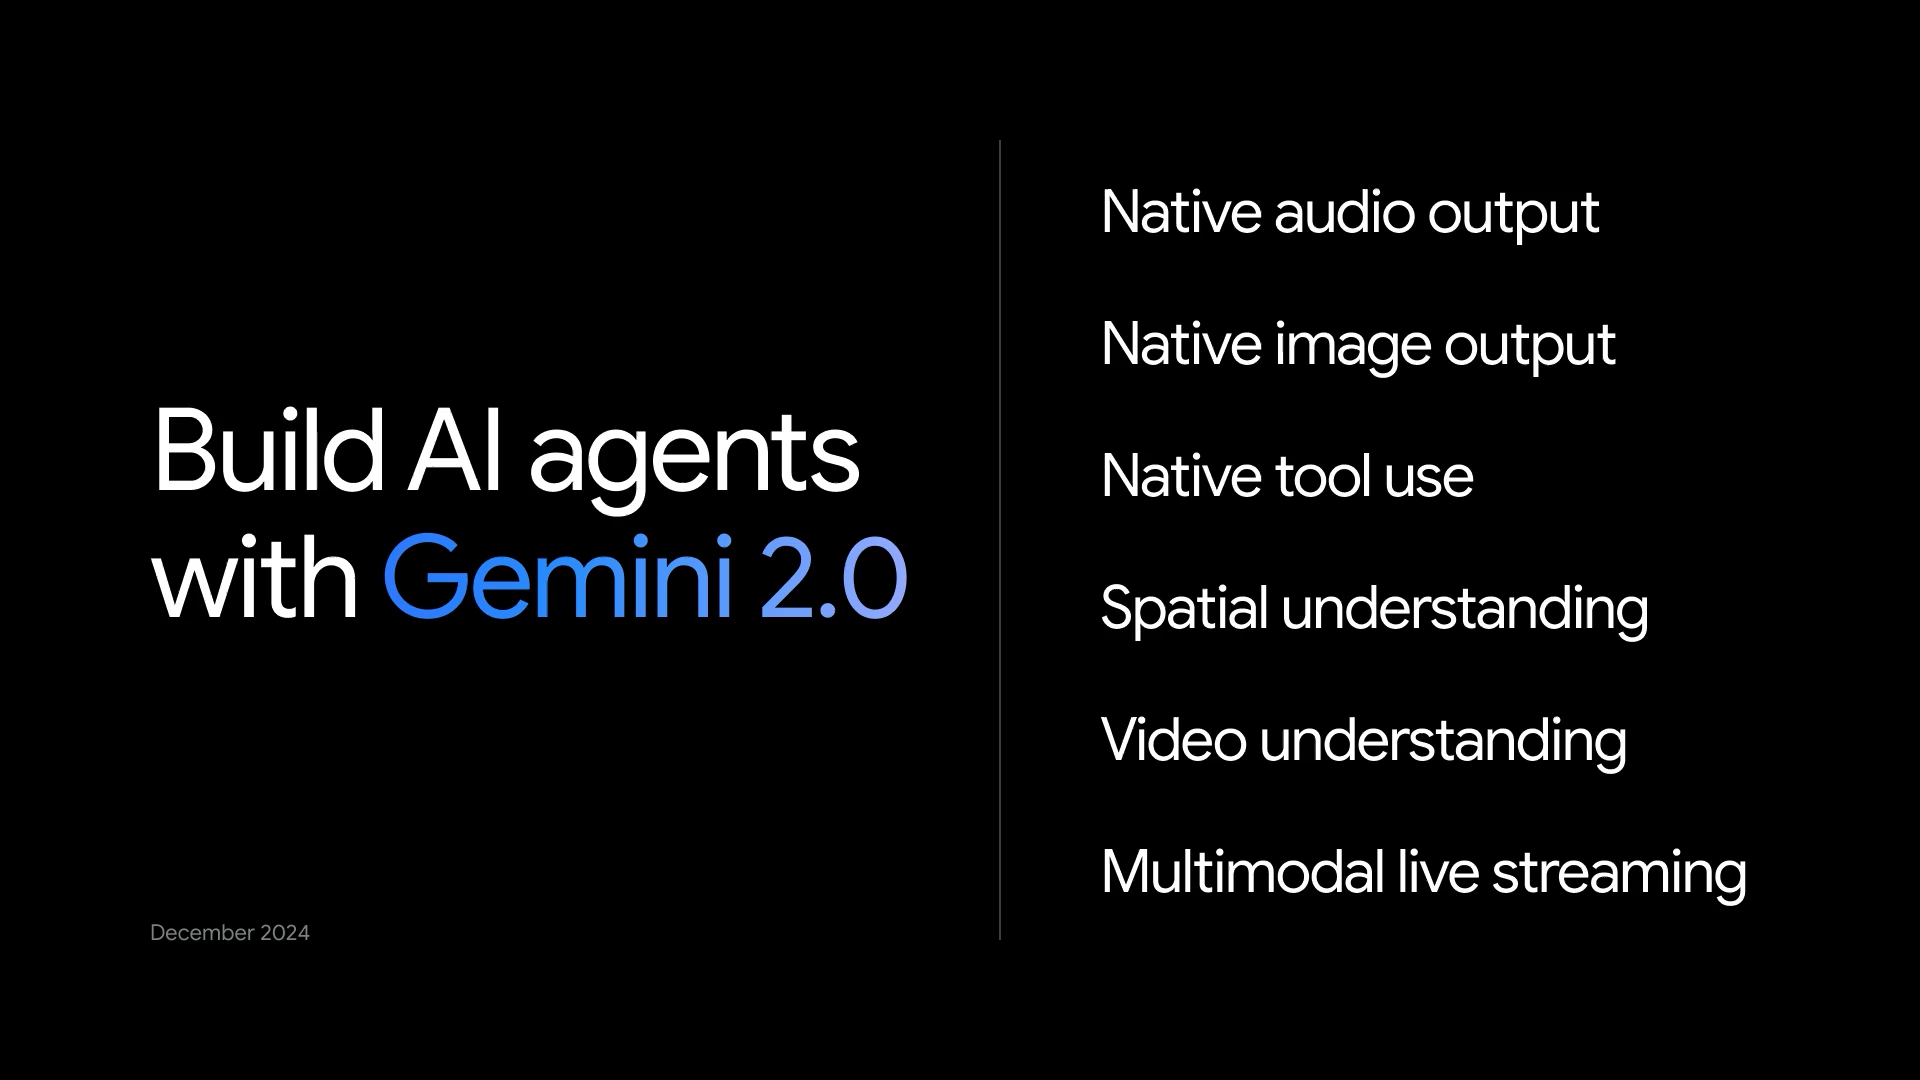 Build AI agents
with Gemini 2.0
December 2024
Native audio output
Native image output
Native tool use
Spatial understanding
Video understanding
Multimodal live streaming